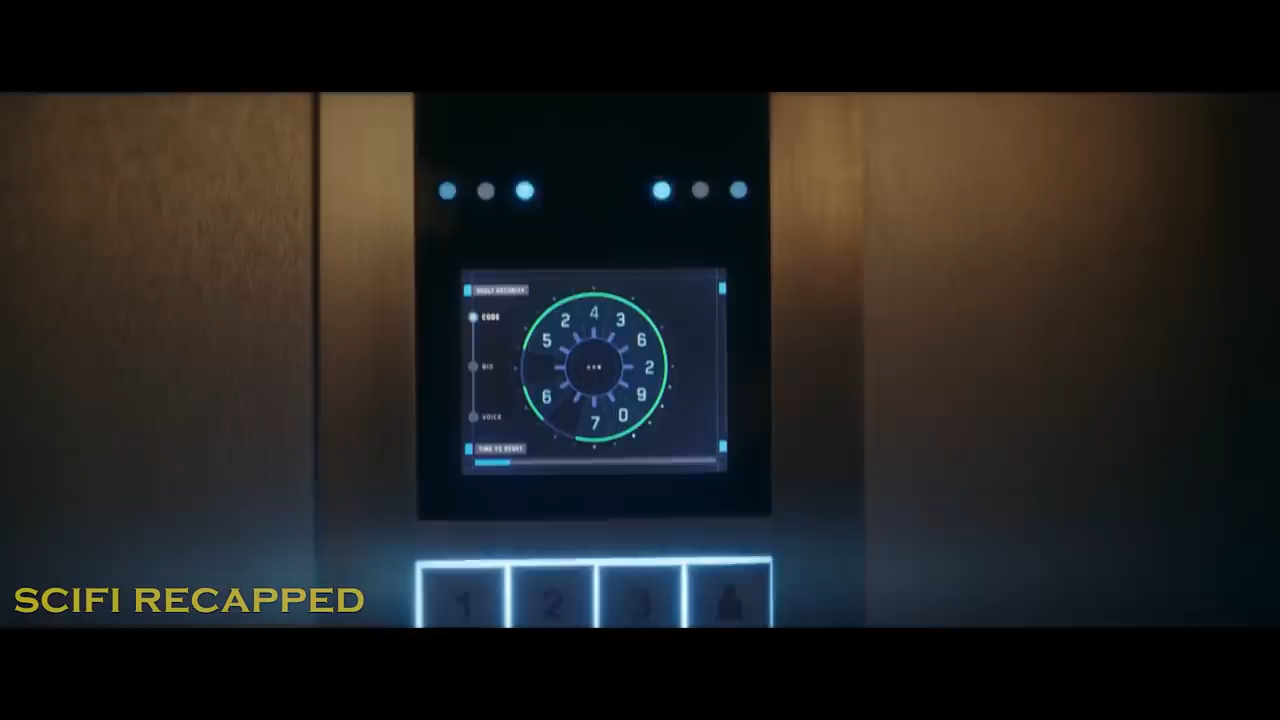 VAULT SECURITY
CODE
BIO
VOICE
4
3
6
2
9
0
7
6
5
2
TIME TO RESET
1 2 3
SCIFI RECAPPED